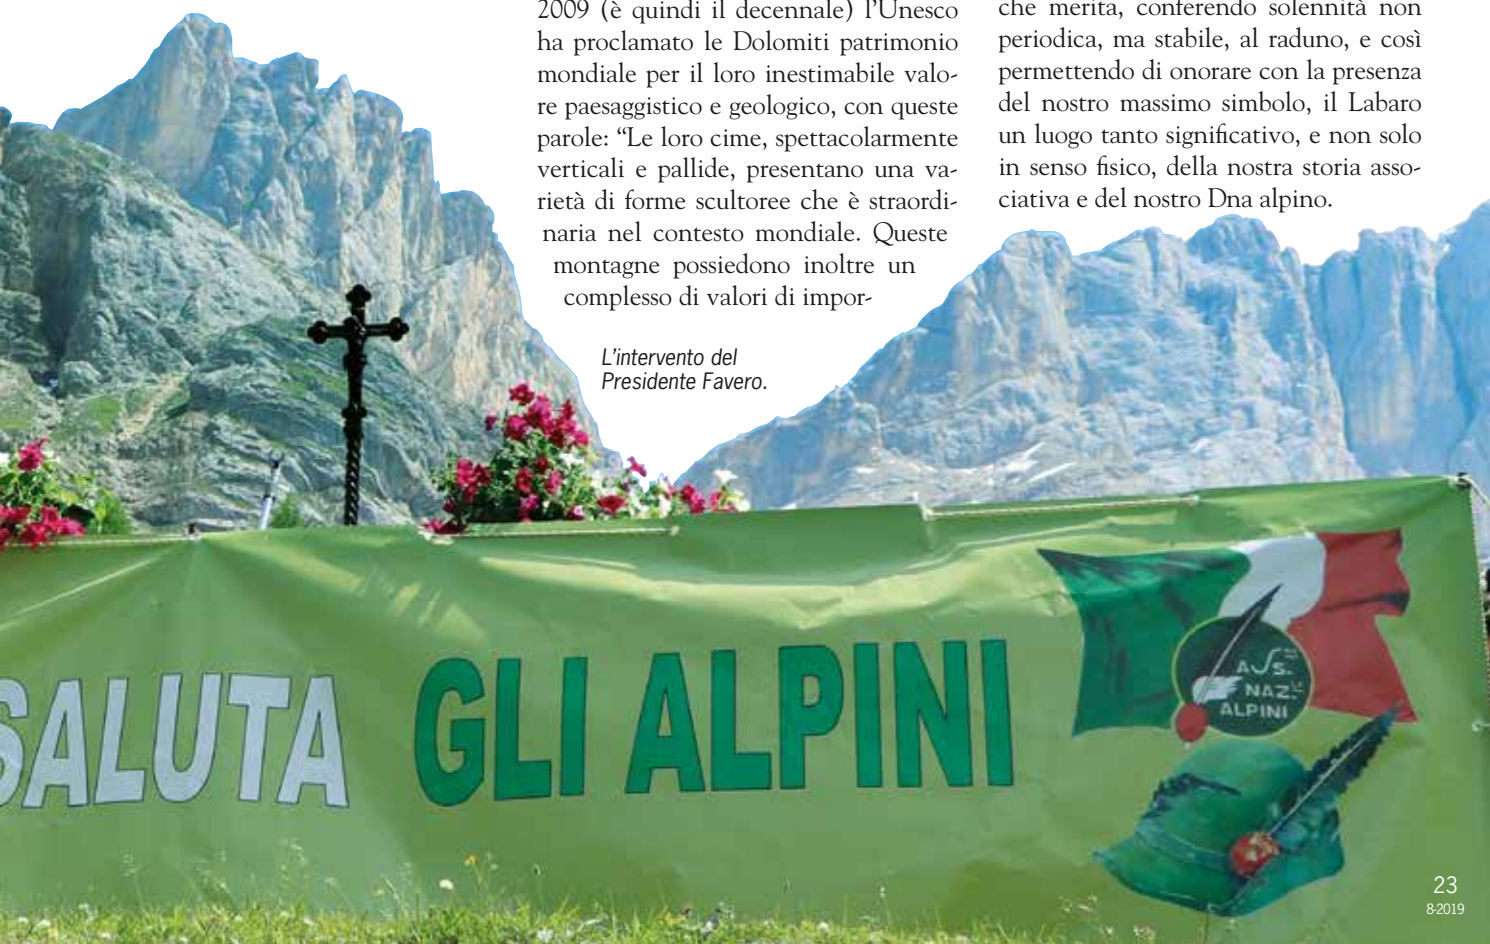 2009 (è quindi il decennale) l'Unesco
ha proclamato le Dolomiti patrimonio
mondiale per il loro inestimabile valo-
re paesaggistico e geologico, con queste
parole: “Le loro cime, spettacolarmente
verticali e pallide, presentano una va-
rietà di forme scultoree che è straordi-
naria nel contesto mondiale. Queste
montagne possiedono inoltre un
complesso di valori di impor-
che merita, conferendo solennità non
periodica, ma stabile, al raduno, e così
permettendo di onorare con la presenza
del nostro massimo simbolo, il Labaro
un luogo tanto significativo, e non solo
in senso fisico, della nostra storia asso-
ciativa e del nostro Dna alpino.
L'intervento del
Presidente Favero.
SALUTA GLI ALPINI
ASS.
NAZ.
ALPINI
23
8-2019